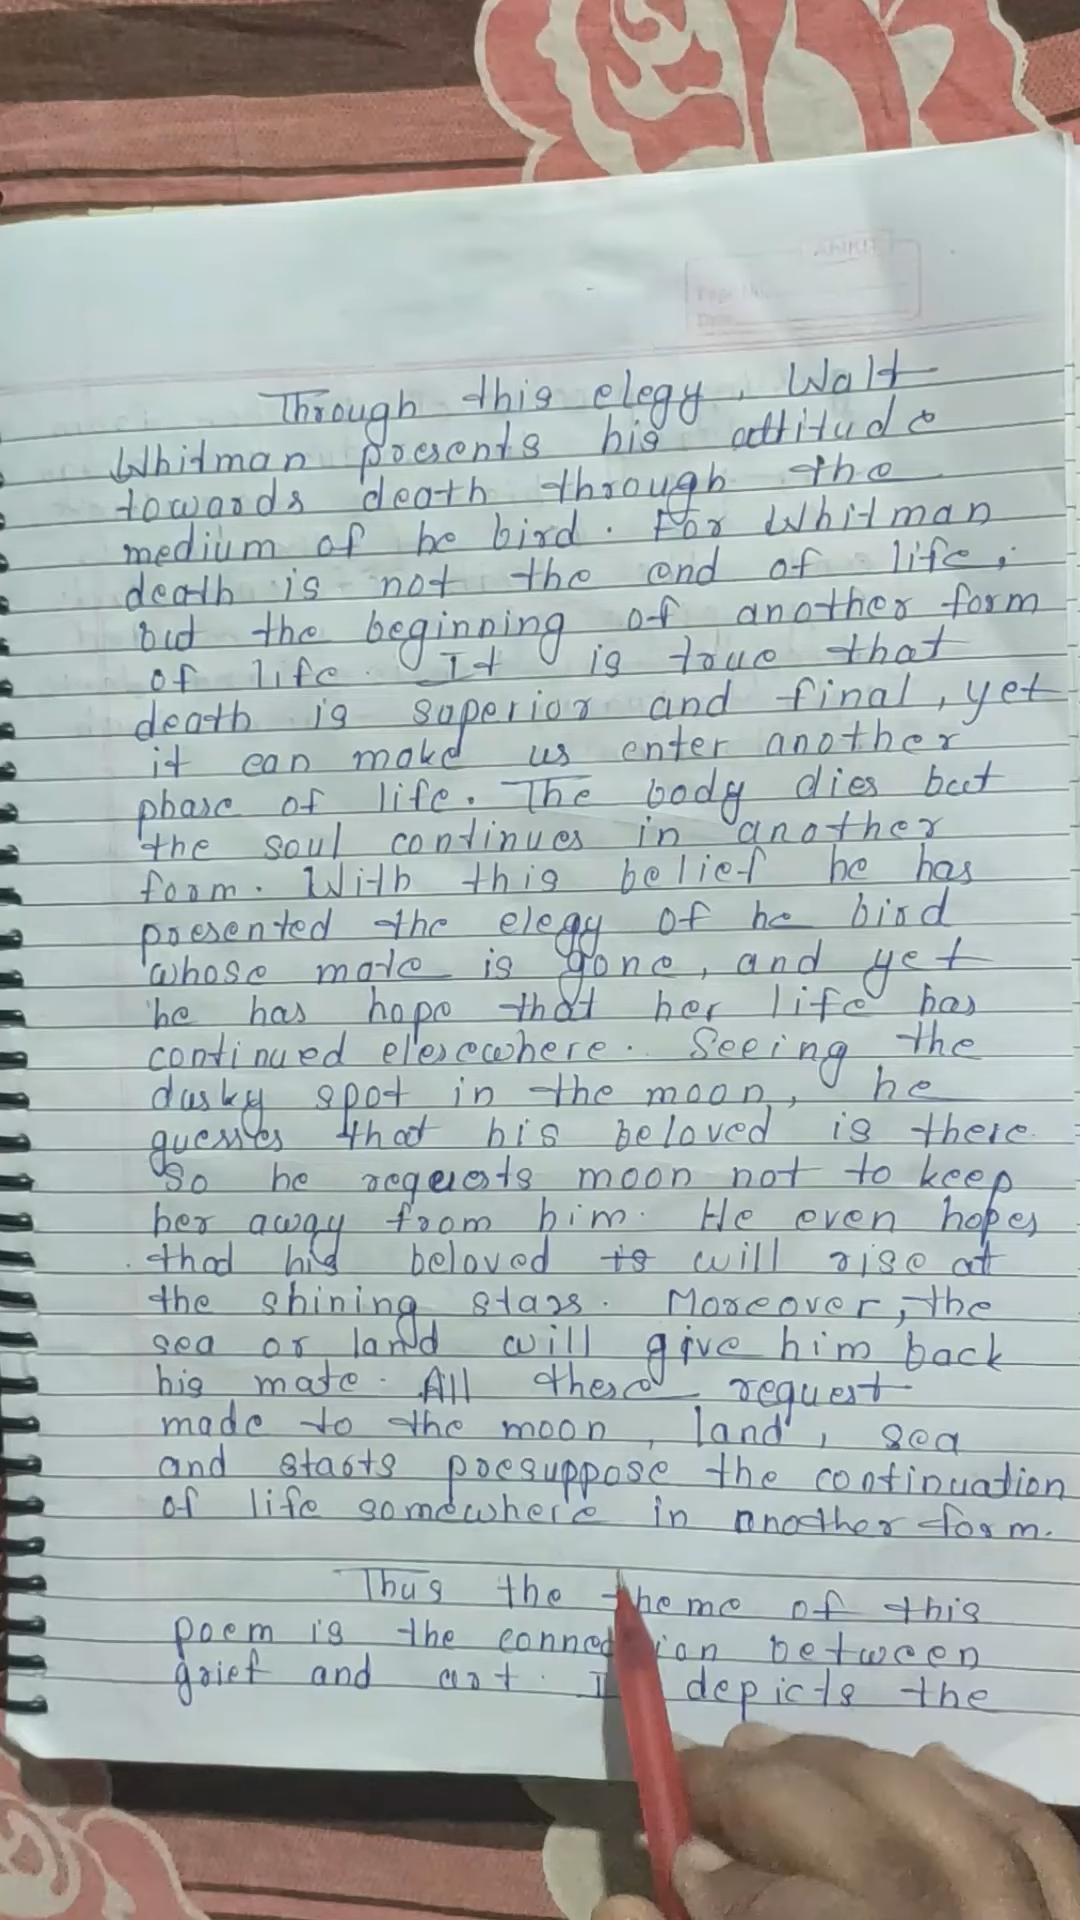 ANKIT
Page No.
Date
Through this elegy, Walt
Whitman presents his attitude
towards death through the
medium of he bird. For Whitman
death is not the end of life,
but the beginning of another form
of life. It is true that
death is superior and final, yet
it can make us enter another
phase of life. The body dies but
the soul continues in another
form. With this belief he has
presented the elegy of he bird
whose mate is gone, and yet
he has hope that her life has
continued elesewhere. Seeing the
dusky spot in the moon, he
guesses that his beloved is there.
So he requests moon not to keep
her away from him. He even hopes
that his beloved is will rise at
the shining stars. Moreover, the
sea or land will give him back
his mate. All these request
made to the moon, land, sea
and starts presuppose the continuation
of life somewhere in another form.
Thus the theme of this
poem is the connection between
grief and art. I depicts the